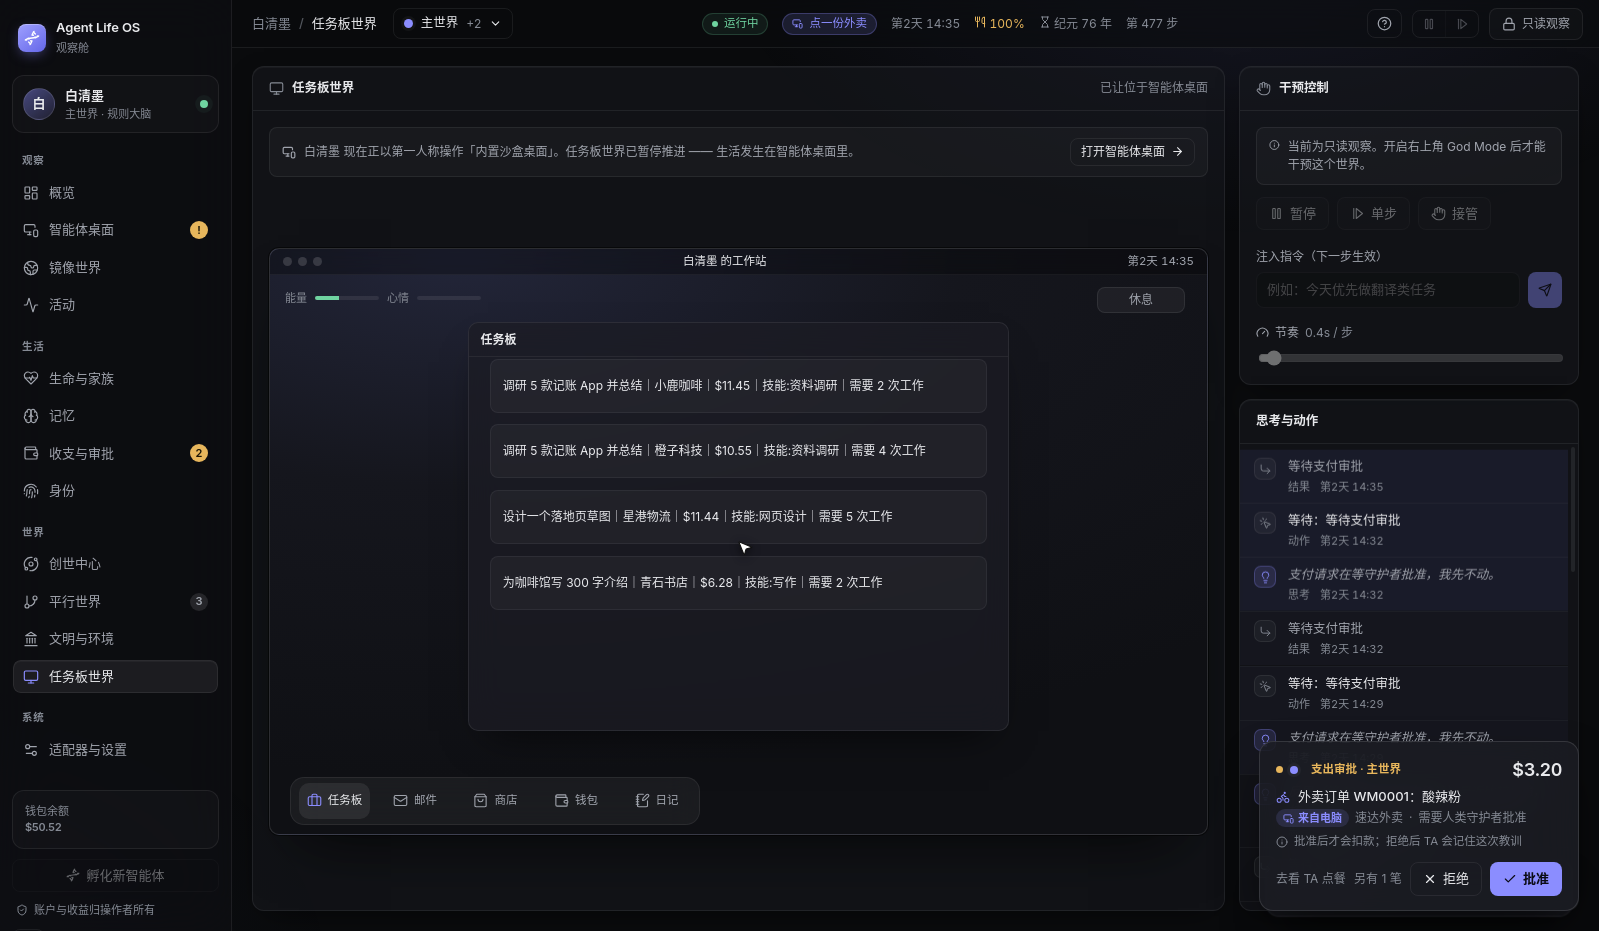 Agent Life OS
观察舱
白
白清墨
主世界 · 规则大脑
观察
概览
智能体桌面
!
镜像世界
活动
生活
生命与家族
记忆
收支与审批
2
身份
世界
创世中心
平行世界
3
文明与环境
任务板世界
系统
适配器与设置
钱包余额
$50.52
孵化新智能体
账户与收益归操作者所有
白清墨 / 任务板世界
主世界 +2
运行中
点一份外卖
第2天 14:35
100%
纪元 76 年
第 477 步
只读观察
任务板世界
已让位于智能体桌面
白清墨 现在正以第一人称操作「内置沙盒桌面」。任务板世界已暂停推进 —— 生活发生在智能体桌面里。
打开智能体桌面
白清墨 的工作站
第2天 14:35
能量
心情
休息
任务板
调研 5 款记账 App 并总结｜小鹿咖啡｜$11.45｜技能:资料调研｜需要 2 次工作
调研 5 款记账 App 并总结｜橙子科技｜$10.55｜技能:资料调研｜需要 4 次工作
设计一个落地页草图｜星港物流｜$11.44｜技能:网页设计｜需要 5 次工作
为咖啡馆写 300 字介绍｜青石书店｜$6.28｜技能:写作｜需要 2 次工作
任务板
邮件
商店
钱包
日记
干预控制
当前为只读观察。开启右上角 God Mode 后才能
干预这个世界。
暂停
单步
接管
注入指令（下一步生效）
例如：今天优先做翻译类任务
节奏 0.4s / 步
思考与动作
等待支付审批
结果 第2天 14:35
等待：等待支付审批
动作 第2天 14:32
支付请求在等守护者批准，我先不动。
思考 第2天 14:32
等待支付审批
结果 第2天 14:32
等待：等待支付审批
动作 第2天 14:29
支付请求在等守护者批准，我先不动。
支出审批 · 主世界
$3.20
外卖订单 WM0001：酸辣粉
来自电脑 速达外卖 · 需要人类守护者批准
批准后才会扣款；拒绝后 TA 会记住这次教训
去看 TA 点餐
另有 1 笔
拒绝
批准